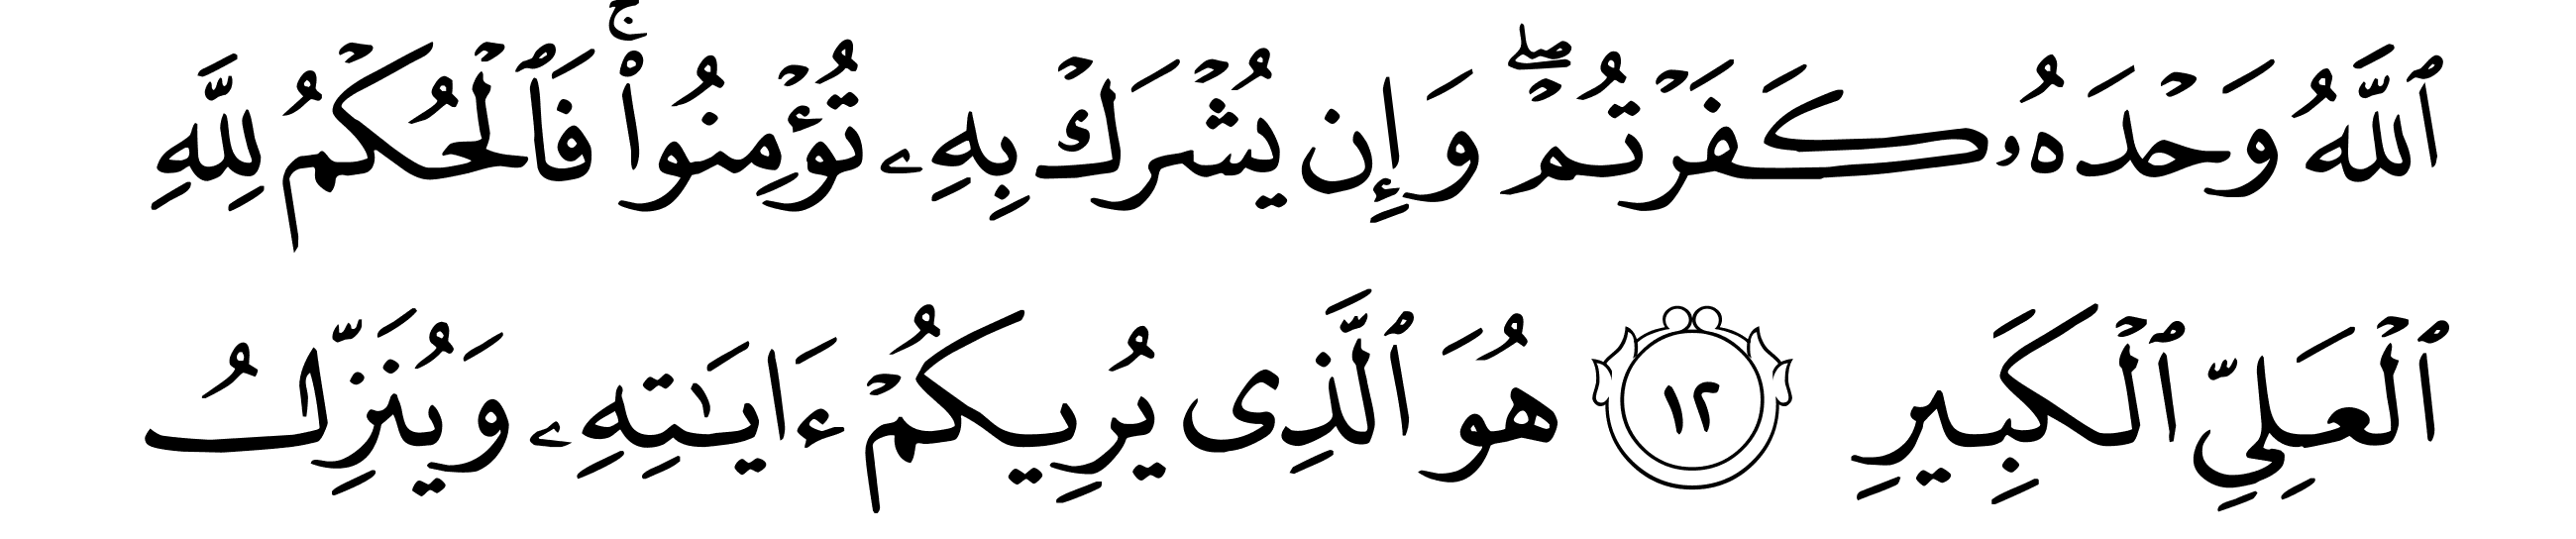 ٱللَّهُ وَحۡدَهُۥ كَفَرۡتُمۡۖ وَإِن يُشۡرَكۡ بِهِۦ تُؤۡمِنُواْۚ فَٱلۡحُكۡمُ لِلَّهِ
ٱلۡعَلِيِّ ٱلۡكَبِيرِ ١٢ هُوَ ٱلَّذِي يُرِيكُمۡ ءَايَٰتِهِۦ وَيُنَزِّلُ